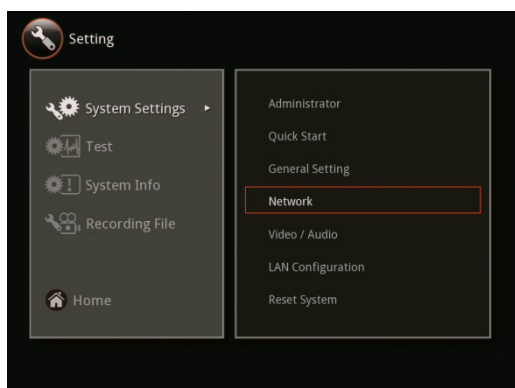 Setting
System Settings
Test
System Info
Recording File
Home
Administrator
Quick Start
General Setting
Network
Video / Audio
LAN Configuration
Reset System